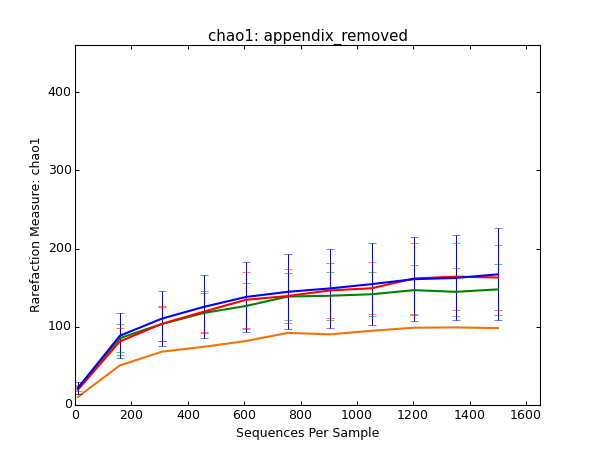 chao1: appendix_removed
400
300
200
100
0
Rarefaction Measure: chao1
0 200 400 600 800 1000 1200 1400 1600
Sequences Per Sample